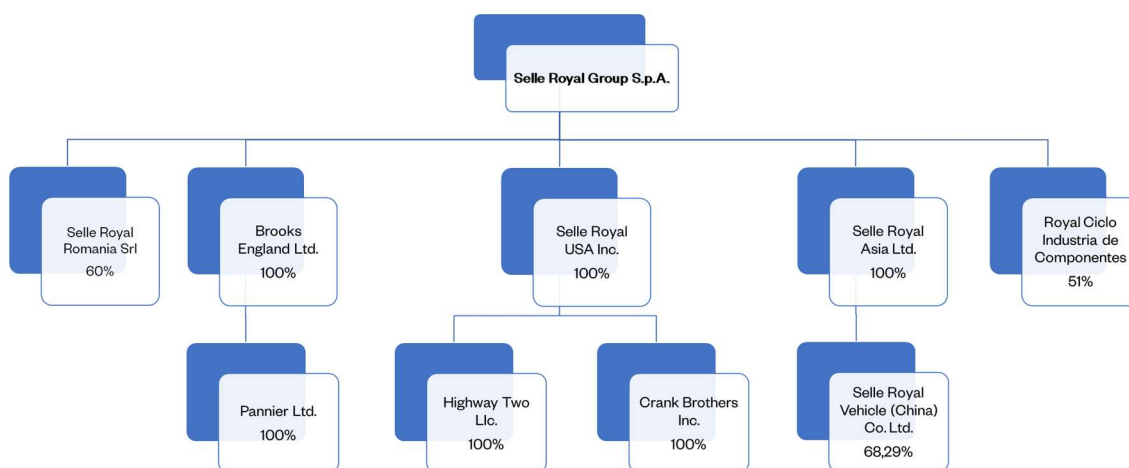 Selle Royal Group S.p.A.
Selle Royal
Romania Srl
60%
Brooks
England Ltd.
100%
Selle Royal
USA Inc.
100%
Selle Royal
Asia Ltd.
100%
Royal Ciclo
Industria de
Componentes
51%
Pannier Ltd.
100%
Highway Two
Llc.
100%
Crank Brothers
Inc.
100%
Selle Royal
Vehicle (China)
Co. Ltd.
68,29%